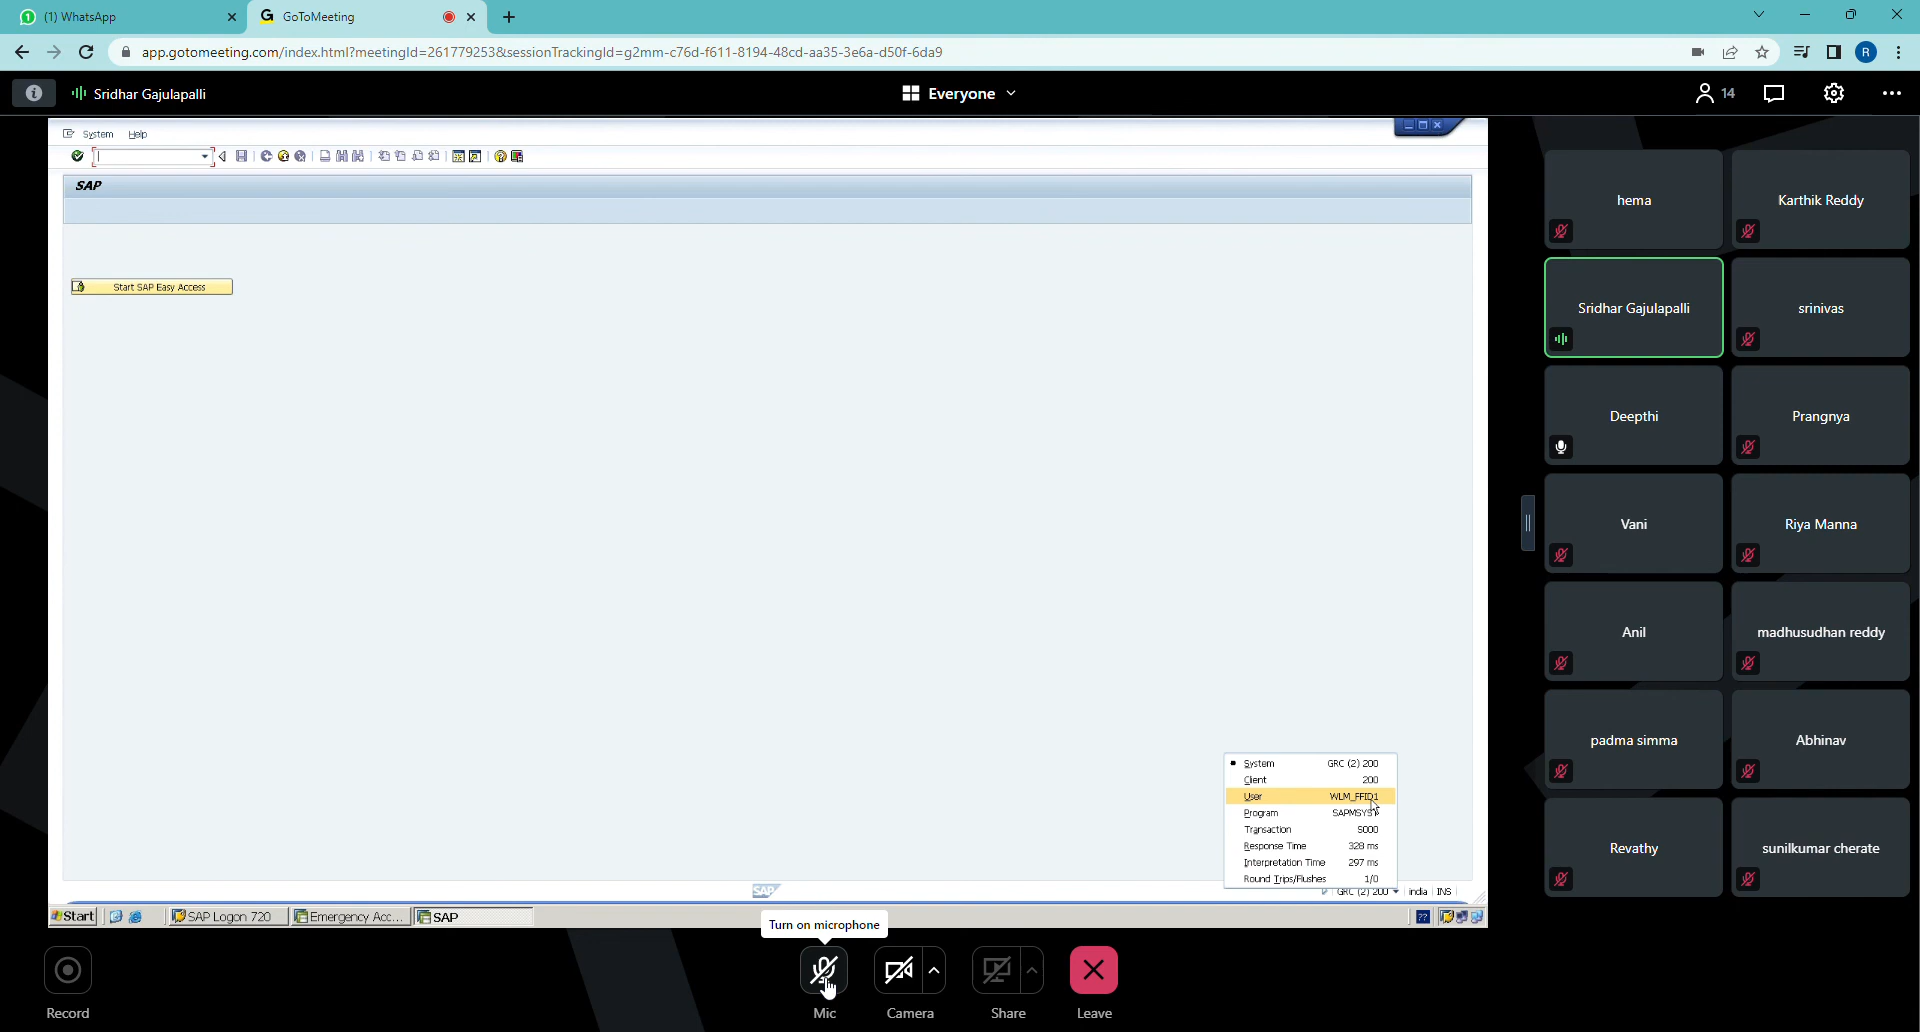 (1) WhatsApp
GoToMeeting
app.gotomeeting.com/index.html?meetingId=261779253&sessionTrackingId=g2mm-c76d-f611-8194-48cd-aa35-3e6a-d50f-6da9
R
Sridhar Gajulapalli
Everyone
14
System Help
SAP
Start SAP Easy Access
System GRC (2) 200
Client 200
User WLM_FFID1
Program
Transaction S000
Response Time 328 ms
Interpretation Time 297 ms
Round Trips/Flushes 1/0
SAP
GRC (2) 200 india INS
Start
SAP Logon 720
Emergency Acc...
SAP
Turn on microphone
hema
Karthik Reddy
Sridhar Gajulapalli
srinivas
Deepthi
Prangnya
Vani
Riya Manna
Anil
madhusudhan reddy
padma simma
Abhinav
Revathy
sunilkumar cherate
Record
Mic
Camera
Share
Leave